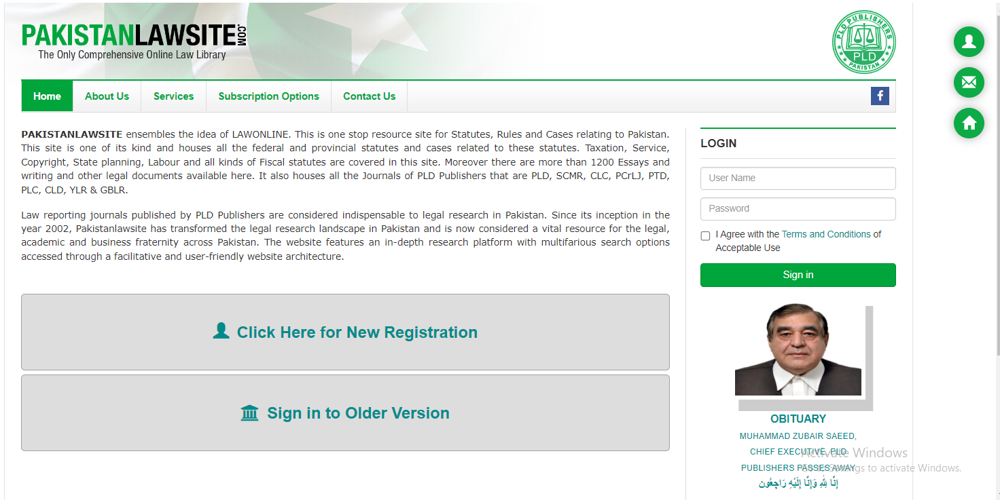 PAKISTANLAWSITE.COM
The Only Comprehensive Online Law Library
PLD PUBLISHERS
PLD
PAKISTAN
Home About Us Services Subscription Options Contact Us f
PAKISTANLAWSITE ensembles the idea of LAWONLINE. This is one stop resource site for Statutes, Rules and Cases relating to Pakistan.
This site is one of its kind and houses all the federal and provincial statutes and cases related to these statutes. Taxation, Service,
Copyright, State planning, Labour and all kinds of Fiscal statutes are covered in this site. Moreover there are more than 1200 Essays and
writing and other legal documents available here. It also houses all the Journals of PLD Publishers that are PLD, SCMR, CLC, PCrLJ, PTD,
PLC, CLD, YLR & GBLR.
Law reporting journals published by PLD Publishers are considered indispensable to legal research in Pakistan. Since its inception in the
year 2002, Pakistanlawsite has transformed the legal research landscape in Pakistan and is now considered a vital resource for the legal,
academic and business fraternity across Pakistan. The website features an in-depth research platform with multifarious search options
accessed through a facilitative and user-friendly website architecture.
Click Here for New Registration
Sign in to Older Version
LOGIN
User Name
Password
I Agree with the Terms and Conditions of
Acceptable Use
Sign in
OBITUARY
MUHAMMAD ZUBAIR SAEED,
CHIEF EXECUTIVE, PLD
PUBLISHERS PASSES AWAY
إِنَّا لِلّٰهِ وَإِنَّا إِلَيْهِ رَاجِعُون
Activate Windows
Go to Settings to activate Windows.